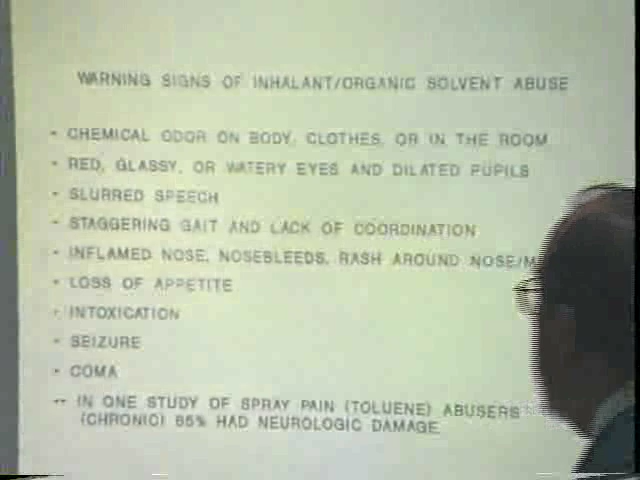 WARNING SIGNS OF INHALANT/ORGANIC SOLVENT ABUSE
- CHEMICAL ODOR ON BODY, CLOTHES, OR IN THE ROOM
- RED, GLASSY, OR WATERY EYES AND DILATED PUPILS
- SLURRED SPEECH
- STAGGERING GAIT AND LACK OF COORDINATION
- INFLAMED NOSE, NOSEBLEEDS, RASH AROUND NOSE/M
- LOSS OF APPETITE
- INTOXICATION
- SEIZURE
- COMA
-- IN ONE STUDY OF SPRAY PAIN (TOLUENE) ABUSERS
(CHRONIC) 65% HAD NEUROLOGIC DAMAGE